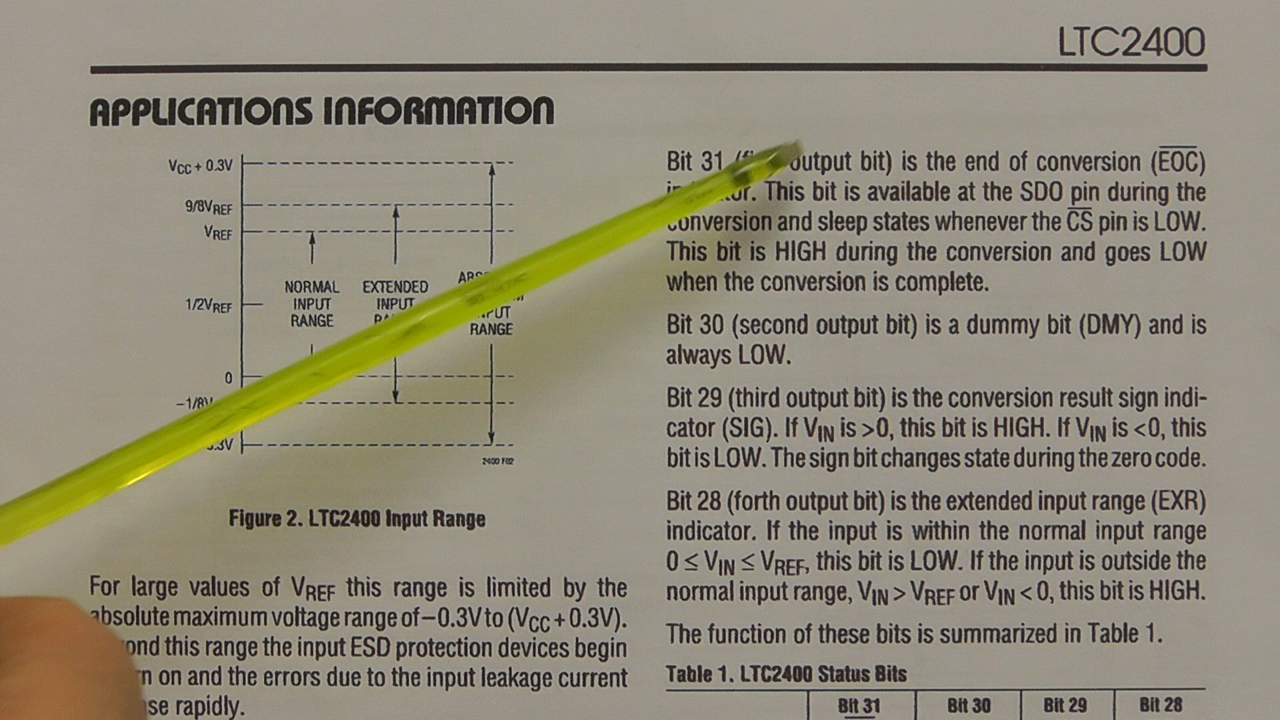 LTC2400
APPLICATIONS INFORMATION
VCC + 0.3V
9/8VREF
VREF
1/2VREF
0
–1/8V
.3V
NORMAL
INPUT
RANGE
EXTENDED
INPUT
RANGE
2400 F02
Figure 2. LTC2400 Input Range
For large values of VREF this range is limited by the
absolute maximum voltage range of –0.3V to (VCC + 0.3V).
this range the input ESD protection devices begin
on and the errors due to the input leakage current
rapidly.
Bit 31 output bit) is the end of conversion (EOC)
This bit is available at the SDO pin during the
conversion and sleep states whenever the CS pin is LOW.
This bit is HIGH during the conversion and goes LOW
when the conversion is complete.
Bit 30 (second output bit) is a dummy bit (DMY) and is
always LOW.
Bit 29 (third output bit) is the conversion result sign indi-
cator (SIG). If VIN is >0, this bit is HIGH. If VIN is <0, this
bit is LOW. The sign bit changes state during the zero code.
Bit 28 (forth output bit) is the extended input range (EXR)
indicator. If the input is within the normal input range
0 ≤ VIN ≤ VREF, this bit is LOW. If the input is outside the
normal input range, VIN > VREF or VIN < 0, this bit is HIGH.
The function of these bits is summarized in Table 1.
Table 1. LTC2400 Status Bits
Bit 31 Bit 30 Bit 29 Bit 28